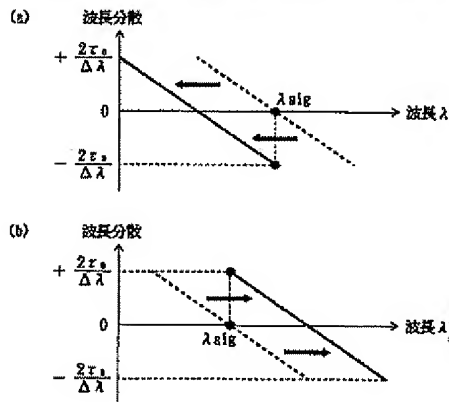 (a)
波長分散
+ 2τ₀/Δλ
λsig
0
波長λ
- 2τ₀/Δλ
(b)
波長分散
+ 2τ₀/Δλ
0
波長λ
λsig
- 2τ₀/Δλ